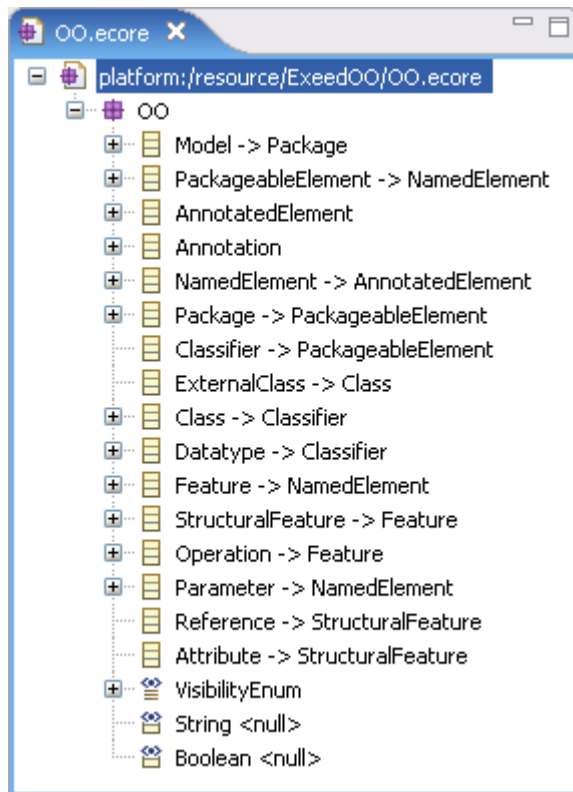 OO.ecore
platform:/resource/ExeedOO/OO.ecore
OO
Model -> Package
PackageableElement -> NamedElement
AnnotatedElement
Annotation
NamedElement -> AnnotatedElement
Package -> PackageableElement
Classifier -> PackageableElement
ExternalClass -> Class
Class -> Classifier
Datatype -> Classifier
Feature -> NamedElement
StructuralFeature -> Feature
Operation -> Feature
Parameter -> NamedElement
Reference -> StructuralFeature
Attribute -> StructuralFeature
VisibilityEnum
String <null>
Boolean <null>